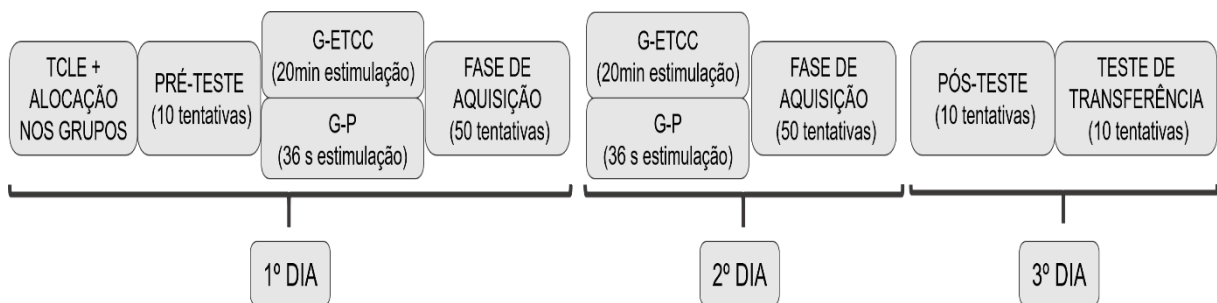 TCLE +
ALOCAÇÃO
NOS GRUPOS
PRÉ-TESTE
(10 tentativas)
G-ETCC
(20min estimulação)
G-P
(36 s estimulação)
FASE DE
AQUISIÇÃO
(50 tentativas)
G-ETCC
(20min estimulação)
G-P
(36 s estimulação)
FASE DE
AQUISIÇÃO
(50 tentativas)
PÓS-TESTE
(10 tentativas)
TESTE DE
TRANSFERÊNCIA
(10 tentativas)
1º DIA
2º DIA
3º DIA